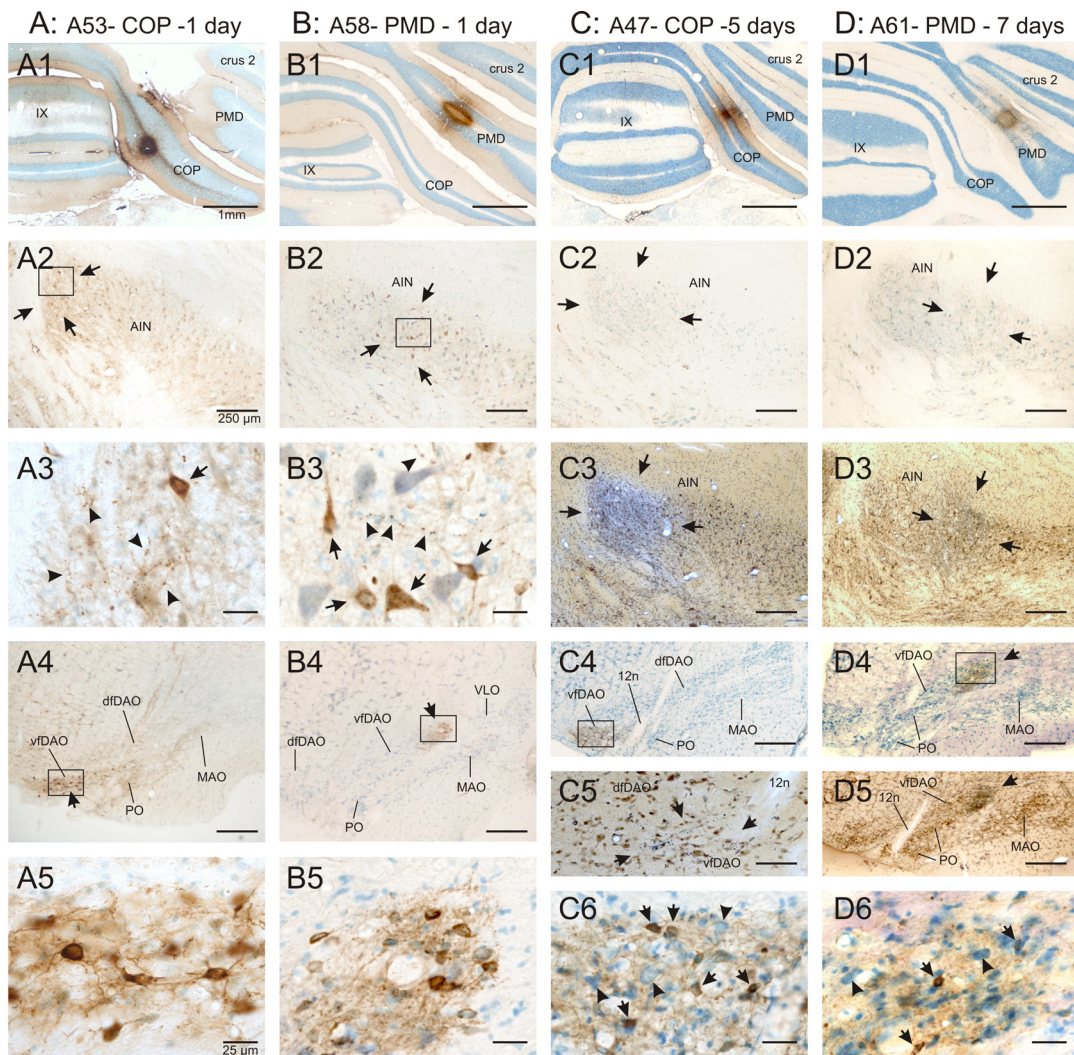 A: A53- COP -1 day
B: A58- PMD - 1 day
C: A47- COP -5 days
D: A61- PMD - 7 days
A1
crus 2
IX
PMD
COP
1mm
B1
crus 2
PMD
IX
COP
C1
crus 2
IX
PMD
COP
D1
crus 2
IX
PMD
COP
A2
AIN
250 µm
B2
AIN
C2
AIN
D2
AIN
A3
B3
C3
AIN
D3
AIN
A4
dfDAO
vfDAO
MAO
PO
B4
VLO
vfDAO
dfDAO
MAO
PO
C4
dfDAO
12n
vfDAO
MAO
PO
D4
vfDAO
MAO
PO
C5
dfDAO
12n
vfDAO
D5
vfDAO
12n
MAO
PO
A5
25 µm
B5
C6
D6